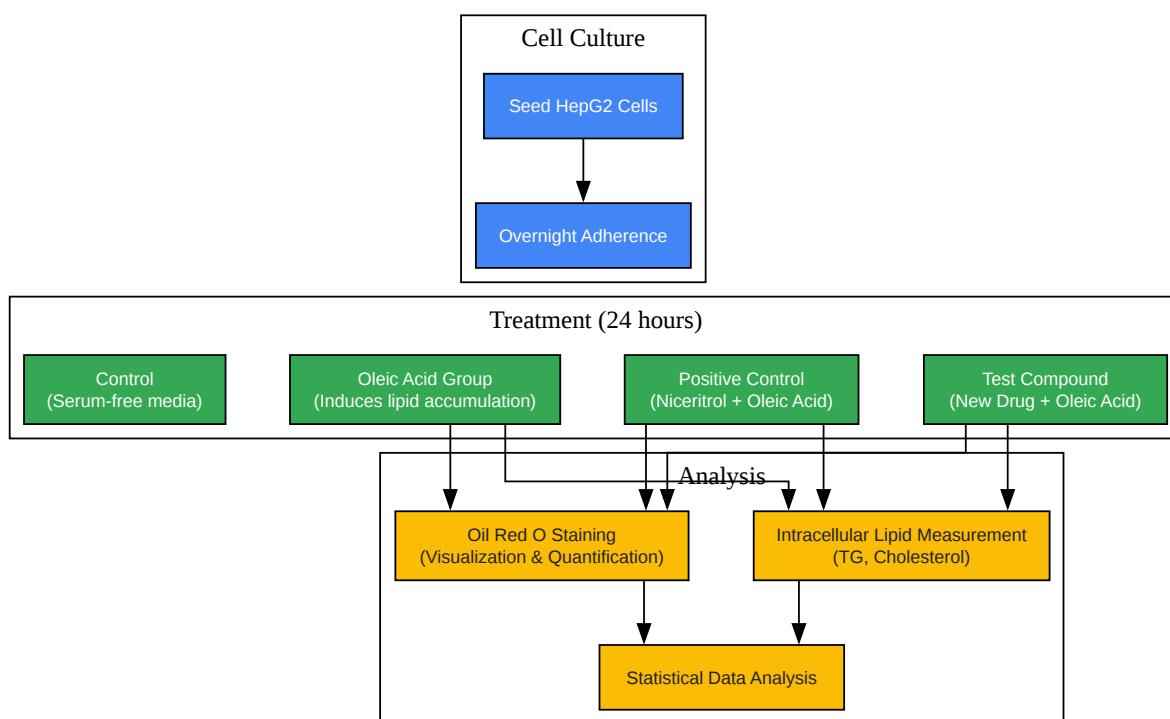 Cell Culture
Seed HepG2 Cells
Overnight Adherence
Treatment (24 hours)
Control
(Serum-free media)
Oleic Acid Group
(Induces lipid accumulation)
Positive Control
(Niceritrol + Oleic Acid)
Test Compound
(New Drug + Oleic Acid)
Analysis
Oil Red O Staining
(Visualization & Quantification)
Intracellular Lipid Measurement
(TG, Cholesterol)
Statistical Data Analysis